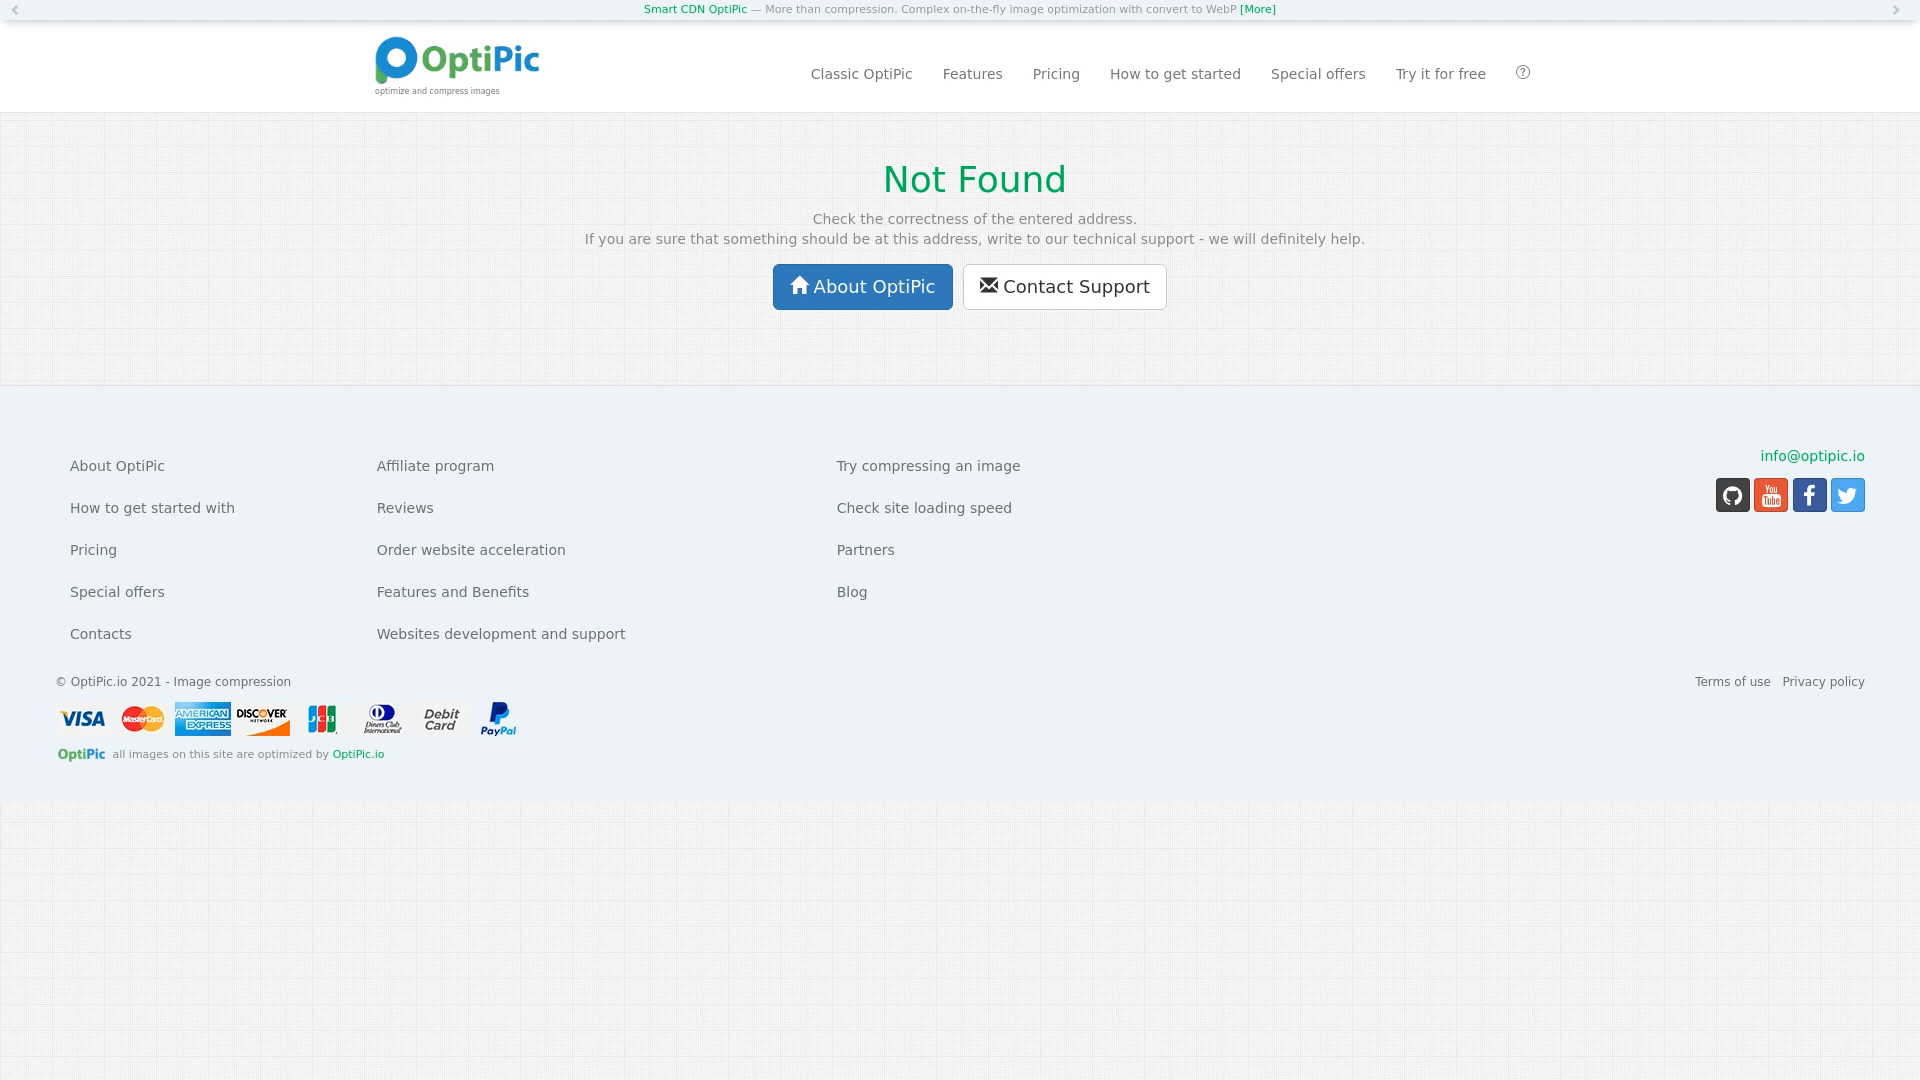 Smart CDN OptiPic — More than compression. Complex on-the-fly image optimization with convert to WebP [More]
OptiPic
optimize and compress images
Classic OptiPic Features Pricing How to get started Special offers Try it for free
Not Found
Check the correctness of the entered address.
If you are sure that something should be at this address, write to our technical support - we will definitely help.
About OptiPic Contact Support
About OptiPic
How to get started with
Pricing
Special offers
Contacts
Affiliate program
Reviews
Order website acceleration
Features and Benefits
Websites development and support
Try compressing an image
Check site loading speed
Partners
Blog
info@optipic.io
You Tube
© OptiPic.io 2021 - Image compression
Terms of use Privacy policy
VISA MasterCard AMERICAN EXPRESS DISCOVER NETWORK JCB Diners Club International Debit Card PayPal
OptiPic all images on this site are optimized by OptiPic.io